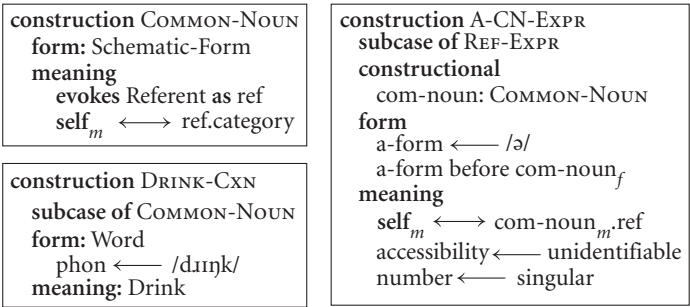 construction COMMON-NOUN
form: Schematic-Form
meaning
evokes Referent as ref
selfₘ ⟷ ref.category
construction DRINK-CXN
subcase of COMMON-NOUN
form: Word
phon ⟵ /dɹɪŋk/
meaning: Drink
construction A-CN-EXPR
subcase of REF-EXPR
constructional
com-noun: COMMON-NOUN
form
a-form ⟵ /ə/
a-form before com-noun_f
meaning
selfₘ ⟷ com-nounₘ.ref
accessibility ⟵ unidentifiable
number ⟵ singular